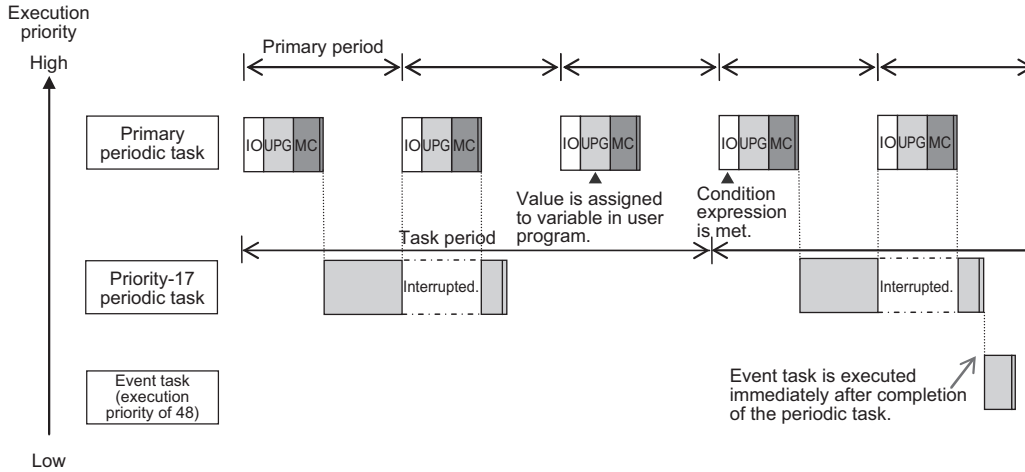 Execution
priority
High
Primary period
Primary
periodic task
IO UPG MC
IO UPG MC
IO UPG MC
IO UPG MC
IO UPG MC
Value is assigned
to variable in user
program.
Condition
expression
is met.
Task period
Priority-17
periodic task
Interrupted.
Interrupted.
Event task
(execution
priority of 48)
Event task is executed
immediately after completion
of the periodic task.
Low